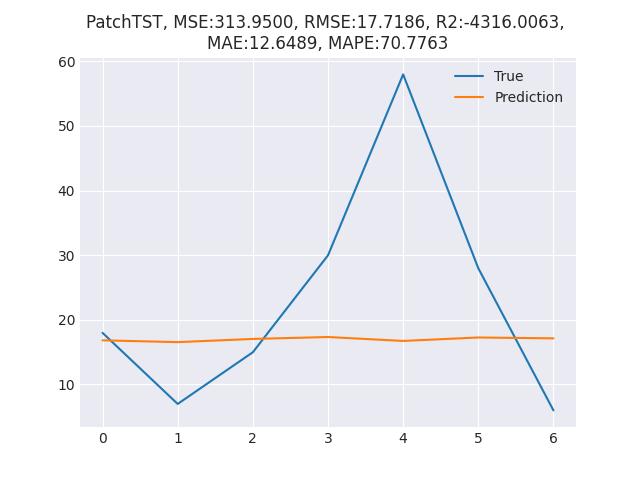 PatchTST, MSE:313.9500, RMSE:17.7186, R2:-4316.0063,
MAE:12.6489, MAPE:70.7763
True
Prediction
60
50
40
30
20
10
0 1 2 3 4 5 6